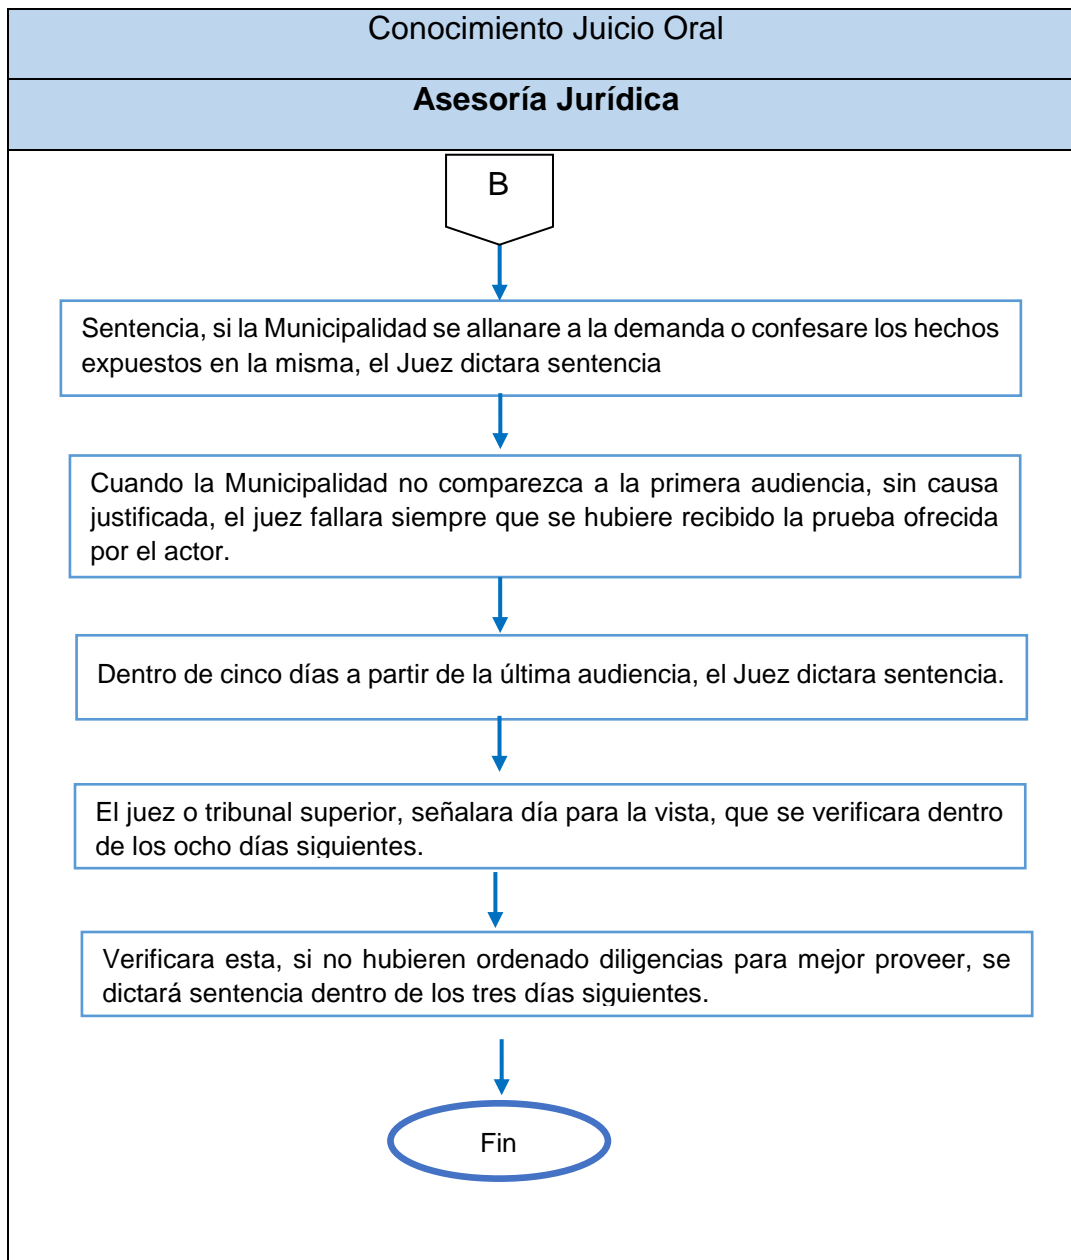 Conocimiento Juicio Oral
Asesoría Jurídica
B
Sentencia, si la Municipalidad se allanare a la demanda o confesare los hechos
expuestos en la misma, el Juez dictara sentencia
Cuando la Municipalidad no comparezca a la primera audiencia, sin causa
justificada, el juez fallara siempre que se hubiere recibido la prueba ofrecida
por el actor.
Dentro de cinco días a partir de la última audiencia, el Juez dictara sentencia.
El juez o tribunal superior, señalara día para la vista, que se verificara dentro
de los ocho días siguientes.
Verificara esta, si no hubieren ordenado diligencias para mejor proveer, se
dictará sentencia dentro de los tres días siguientes.
Fin